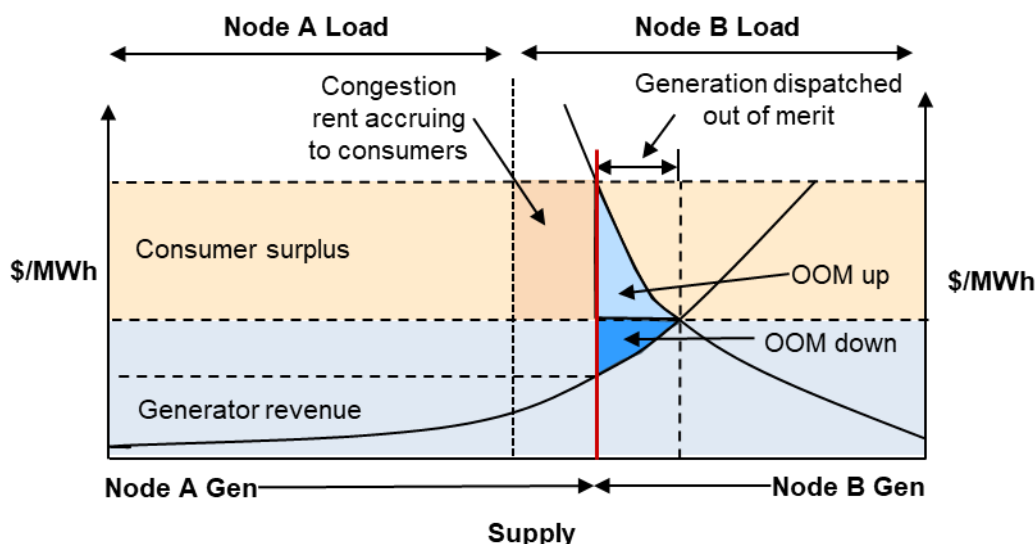 Node A Load
Node B Load
Congestion
rent accruing
to consumers
Generation dispatched
out of merit
Consumer surplus
$/MWh
OOM up
$/MWh
OOM down
Generator revenue
Node A Gen
Node B Gen
Supply